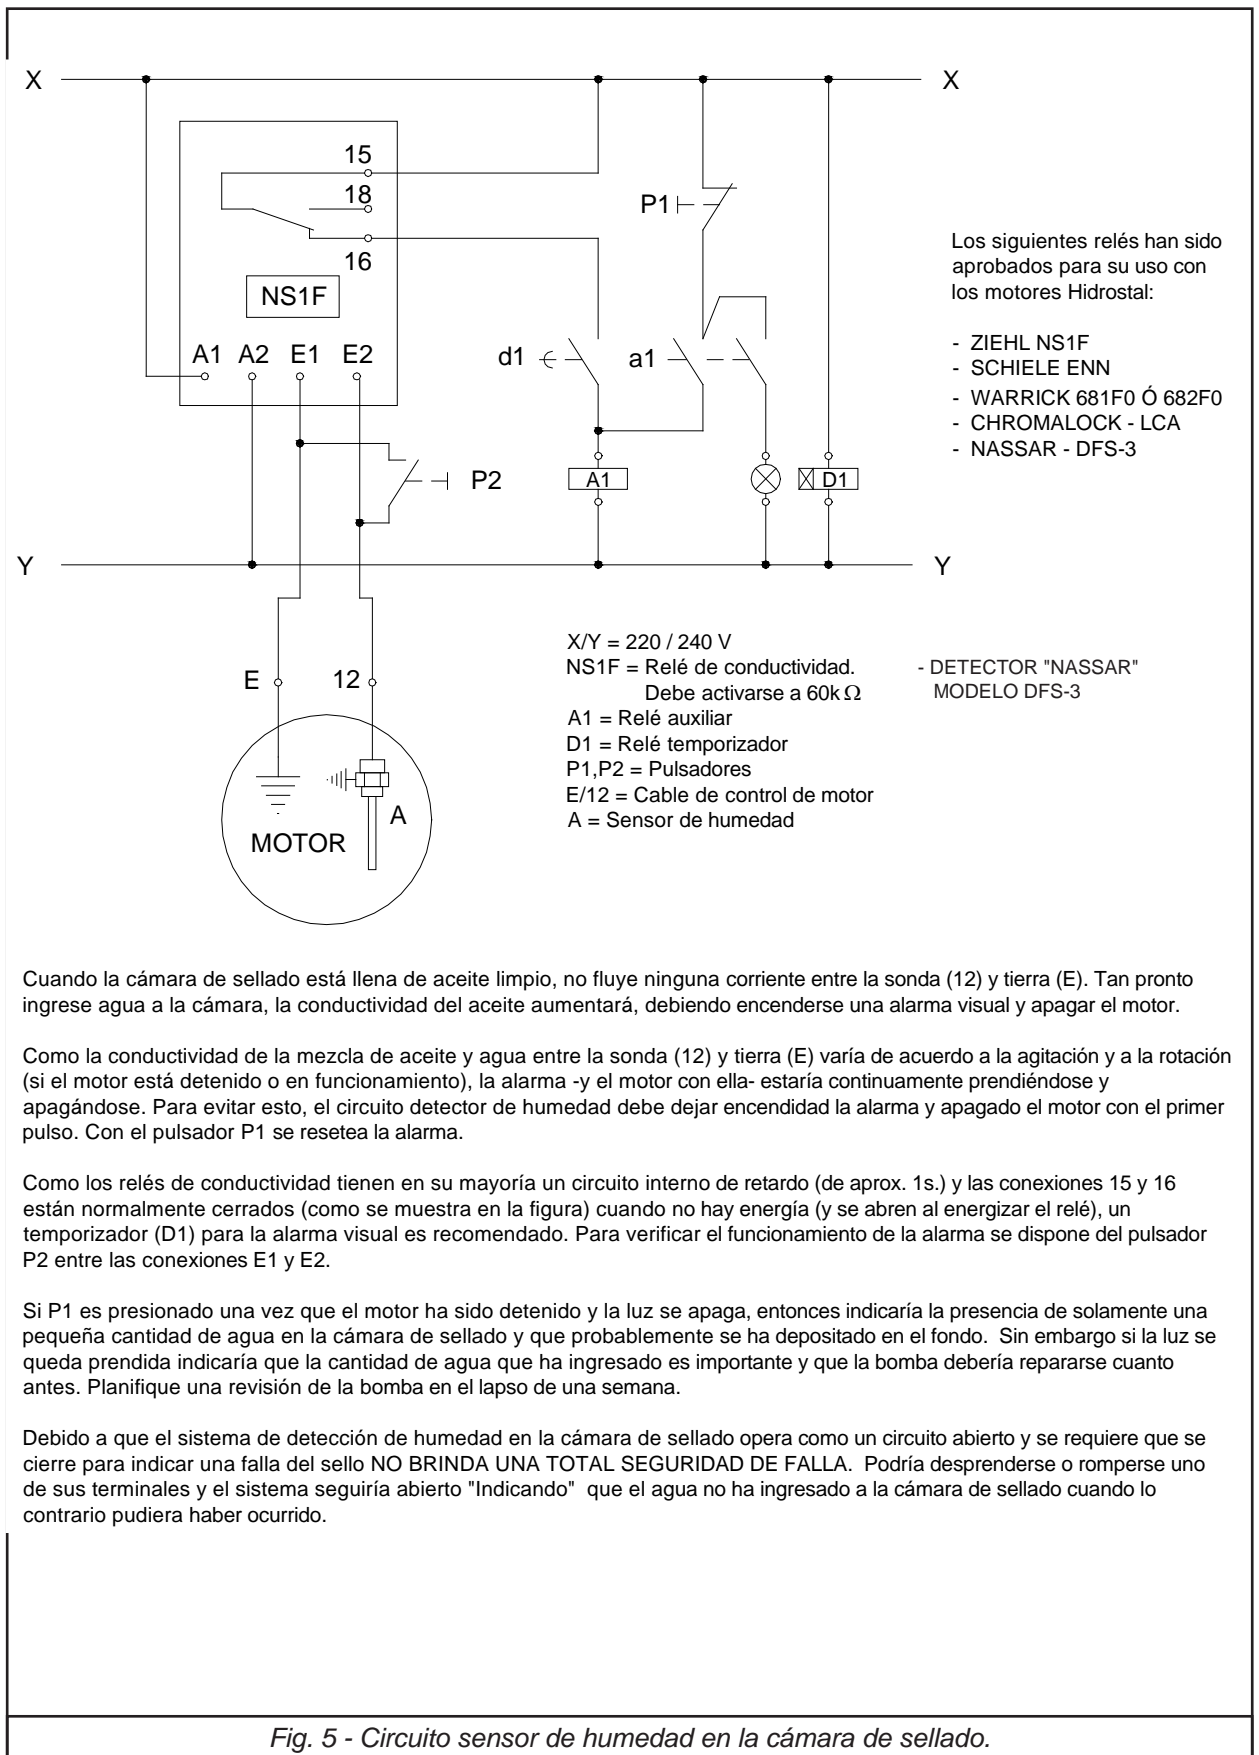 X
X
15
18
P1
16
NS1F
A1 A2 E1 E2
d1
a1
P2
A1
D1
Y
Y
Los siguientes relés han sido
aprobados para su uso con
los motores Hidrostal:
- ZIEHL NS1F
- SCHIELE ENN
- WARRICK 681F0 Ó 682F0
- CHROMALOCK - LCA
- NASSAR - DFS-3
E
12
A
MOTOR
X/Y = 220 / 240 V
NS1F = Relé de conductividad.
Debe activarse a 60k Ω
A1 = Relé auxiliar
D1 = Relé temporizador
P1,P2 = Pulsadores
E/12 = Cable de control de motor
A = Sensor de humedad
- DETECTOR "NASSAR"
MODELO DFS-3
Cuando la cámara de sellado está llena de aceite limpio, no fluye ninguna corriente entre la sonda (12) y tierra (E). Tan pronto
ingrese agua a la cámara, la conductividad del aceite aumentará, debiendo encenderse una alarma visual y apagar el motor.
Como la conductividad de la mezcla de aceite y agua entre la sonda (12) y tierra (E) varía de acuerdo a la agitación y a la rotación
(si el motor está detenido o en funcionamiento), la alarma -y el motor con ella- estaría continuamente prendiéndose y
apagándose. Para evitar esto, el circuito detector de humedad debe dejar encendidad la alarma y apagado el motor con el primer
pulso. Con el pulsador P1 se resetea la alarma.
Como los relés de conductividad tienen en su mayoría un circuito interno de retardo (de aprox. 1s.) y las conexiones 15 y 16
están normalmente cerrados (como se muestra en la figura) cuando no hay energía (y se abren al energizar el relé), un
temporizador (D1) para la alarma visual es recomendado. Para verificar el funcionamiento de la alarma se dispone del pulsador
P2 entre las conexiones E1 y E2.
Si P1 es presionado una vez que el motor ha sido detenido y la luz se apaga, entonces indicaría la presencia de solamente una
pequeña cantidad de agua en la cámara de sellado y que probablemente se ha depositado en el fondo. Sin embargo si la luz se
queda prendida indicaría que la cantidad de agua que ha ingresado es importante y que la bomba debería repararse cuanto
antes. Planifique una revisión de la bomba en el lapso de una semana.
Debido a que el sistema de detección de humedad en la cámara de sellado opera como un circuito abierto y se requiere que se
cierre para indicar una falla del sello NO BRINDA UNA TOTAL SEGURIDAD DE FALLA. Podría desprenderse o romperse uno
de sus terminales y el sistema seguiría abierto "Indicando" que el agua no ha ingresado a la cámara de sellado cuando lo
contrario pudiera haber ocurrido.
Fig. 5 - Circuito sensor de humedad en la cámara de sellado.